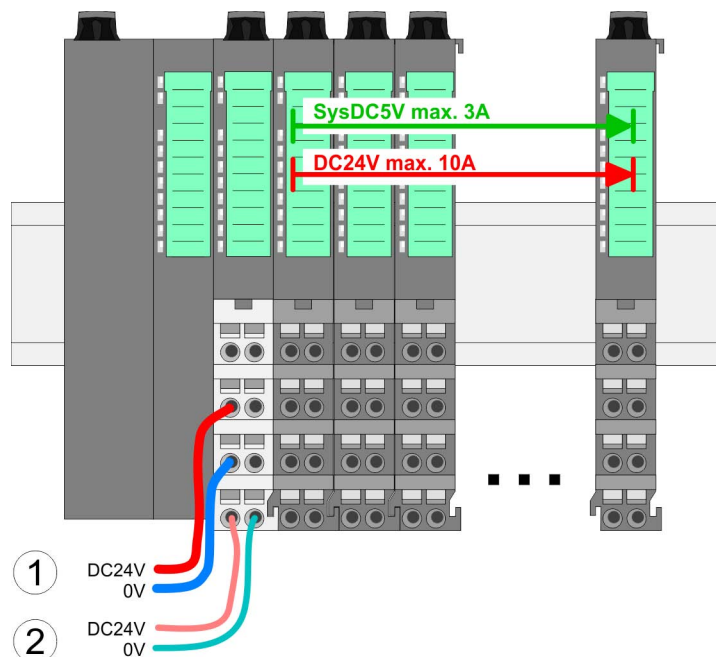 SysDC5V max. 3A
DC24V max. 10A
1 DC24V
0V
2 DC24V
0V